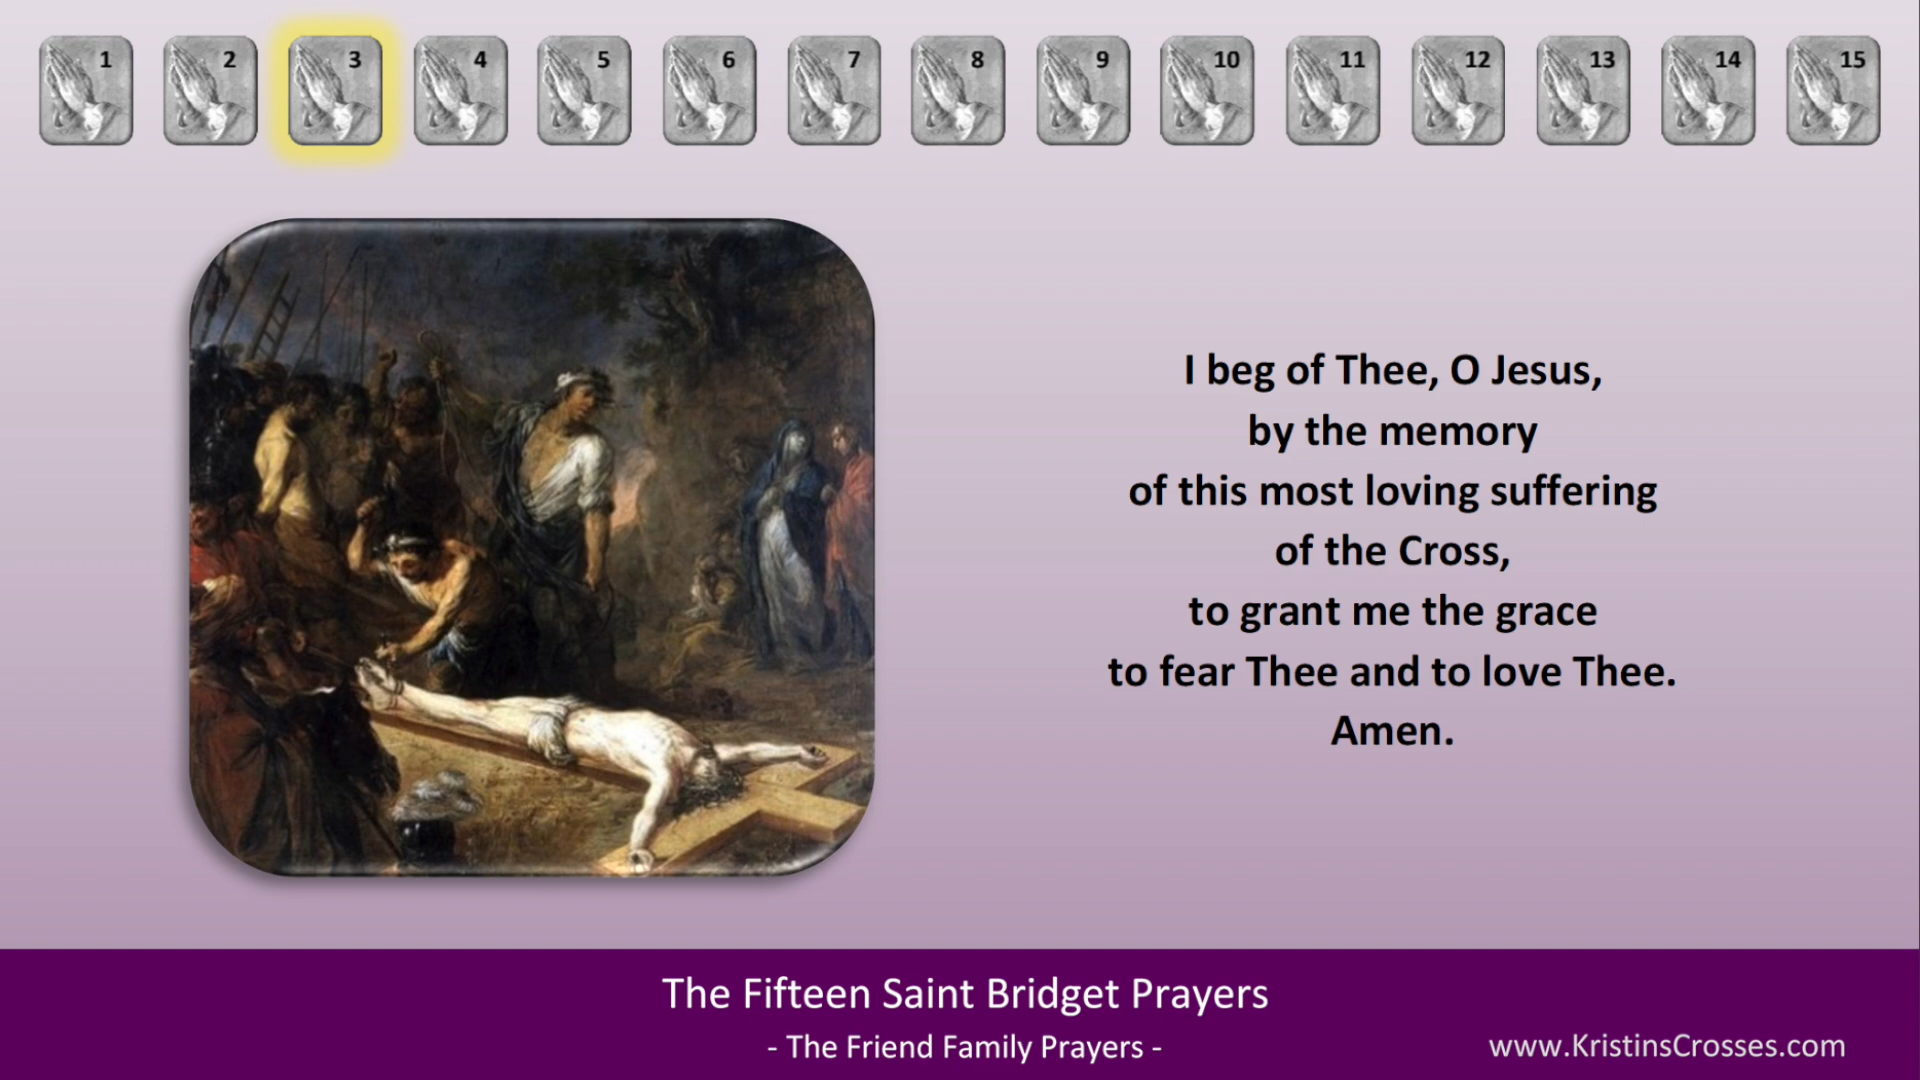 1 2 3 4 5 6 7 8 9 10 11 12 13 14 15
I beg of Thee, O Jesus,
by the memory
of this most loving suffering
of the Cross,
to grant me the grace
to fear Thee and to love Thee.
Amen.
The Fifteen Saint Bridget Prayers
- The Friend Family Prayers -
www.KristinsCrosses.com